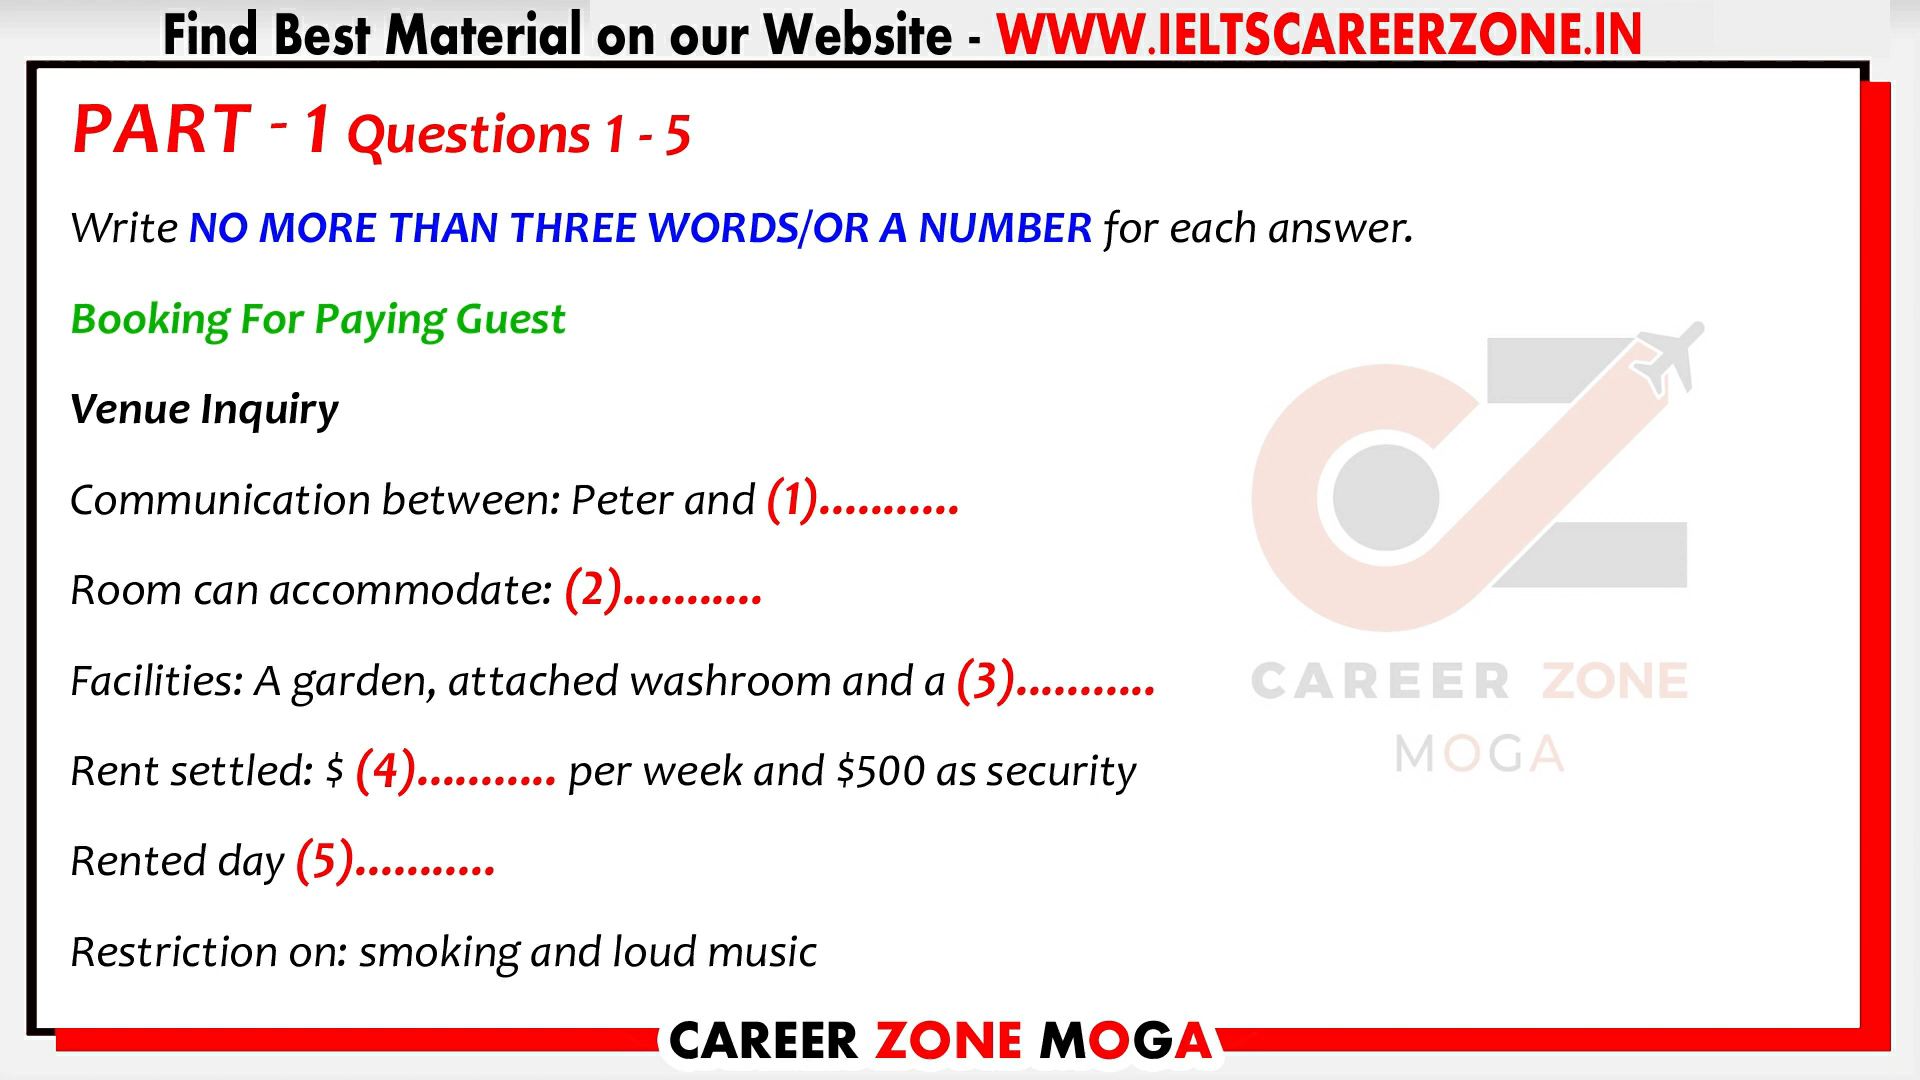 Find Best Material on our Website - WWW.IELTSCAREERZONE.IN
PART - 1 Questions 1 - 5
Write NO MORE THAN THREE WORDS/OR A NUMBER for each answer.
Booking For Paying Guest
Venue Inquiry
Communication between: Peter and (1)...........
Room can accommodate: (2)...........
Facilities: A garden, attached washroom and a (3)...........
Rent settled: $ (4)........... per week and $500 as security
Rented day (5)...........
Restriction on: smoking and loud music
CAREER ZONE
MOGA
CAREER ZONE MOGA